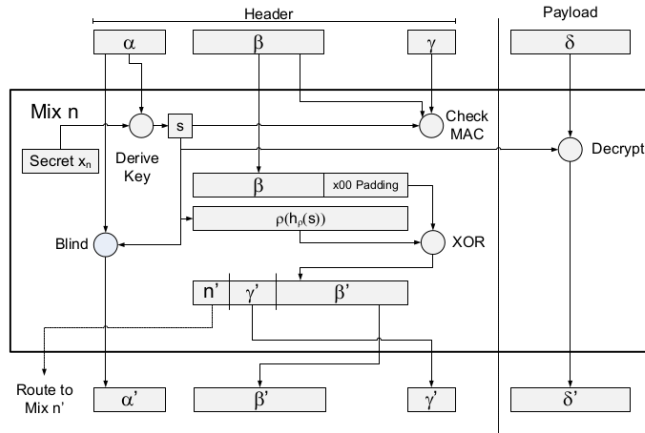 Header
Payload
α
β
γ
δ
Mix n
s
Check
MAC
Secret xₙ
Derive
Key
Decrypt
β
x00 Padding
ρ(hρ(s))
Blind
XOR
n'
γ'
β'
Route to
Mix n'
α'
β'
γ'
δ'